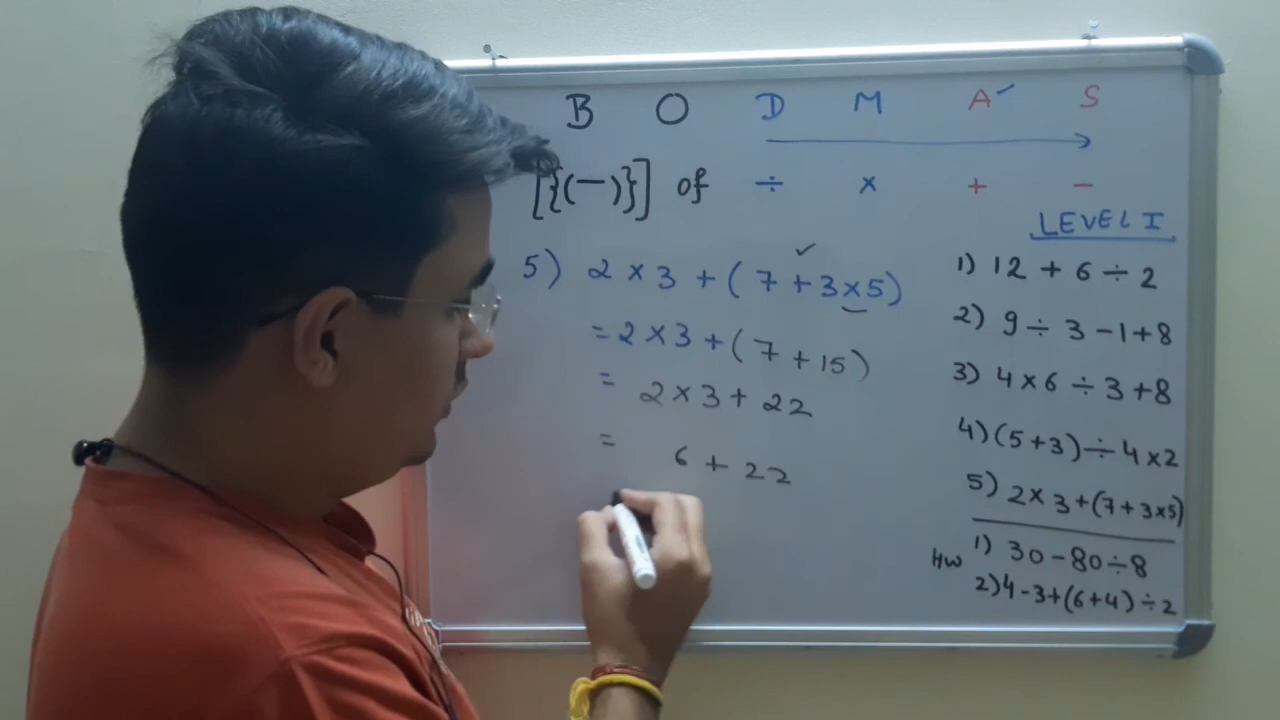 B O D M A ✓ S
[{(—)}] of ÷ × + −
LEVEL I
5) 2 × 3 + (7 + 3 × 5)
= 2 × 3 + (7 + 15)
= 2 × 3 + 22
= 6 + 22
1) 12 + 6 ÷ 2
2) 9 ÷ 3 - 1 + 8
3) 4 × 6 ÷ 3 + 8
4) (5 + 3) ÷ 4 × 2
5) 2 × 3 + (7 + 3 × 5)
HW 1) 30 - 80 ÷ 8
2) 4 - 3 + (6 + 4) ÷ 2